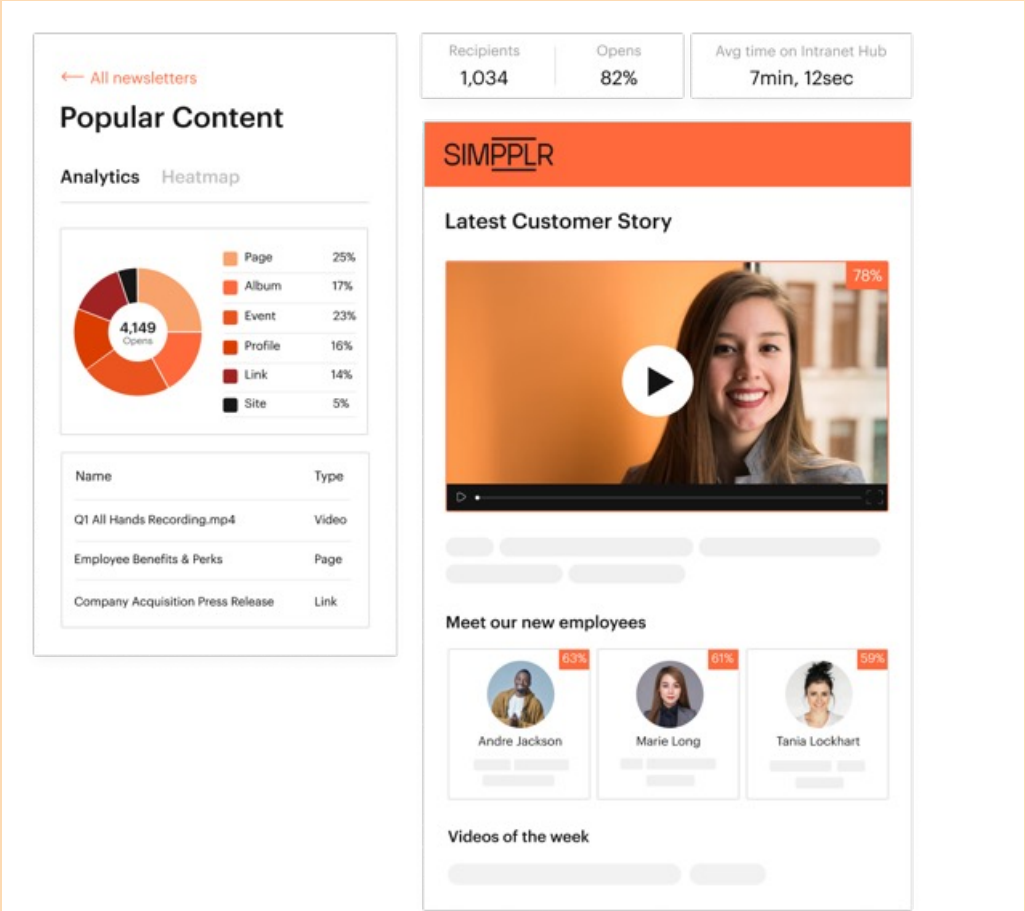 ← All newsletters
Popular Content
Analytics Heatmap
4,149
Opens
Page 25%
Album 17%
Event 23%
Profile 16%
Link 14%
Site 5%
Name Type
Q1 All Hands Recording.mp4 Video
Employee Benefits & Perks Page
Company Acquisition Press Release Link
Recipients Opens
1,034 82%
Avg time on Intranet Hub
7min, 12sec
SIMPPLR
Latest Customer Story
78%
Meet our new employees
63% 61% 59%
Andre Jackson Marie Long Tania Lockhart
Videos of the week